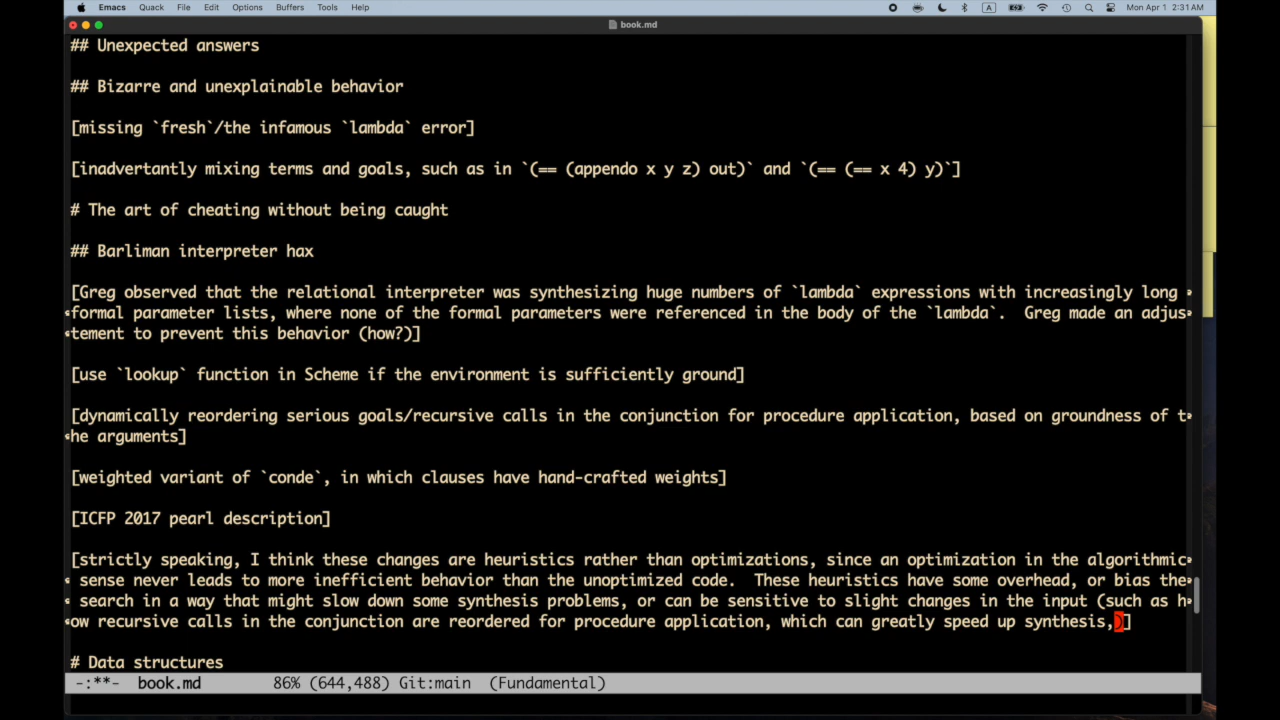 Emacs Quack File Edit Options Buffers Tools Help A Mon Apr 1 2:31 AM
book.md
## Unexpected answers
## Bizarre and unexplainable behavior
[missing `fresh`/the infamous `lambda` error]
[inadvertantly mixing terms and goals, such as in `(== (appendo x y z) out)` and `(== (== x 4) y)`]
# The art of cheating without being caught
## Barliman interpreter hax
[Greg observed that the relational interpreter was synthesizing huge numbers of `lambda` expressions with increasingly long
formal parameter lists, where none of the formal parameters were referenced in the body of the `lambda`.  Greg made an adjus
tement to prevent this behavior (how?)]
[use `lookup` function in Scheme if the environment is sufficiently ground]
[dynamically reordering serious goals/recursive calls in the conjunction for procedure application, based on groundness of t
he arguments]
[weighted variant of `conde`, in which clauses have hand-crafted weights]
[ICFP 2017 pearl description]
[strictly speaking, I think these changes are heuristics rather than optimizations, since an optimization in the algorithmic
sense never leads to more inefficient behavior than the unoptimized code.  These heuristics have some overhead, or bias the
search in a way that might slow down some synthesis problems, or can be sensitive to slight changes in the input (such as h
ow recursive calls in the conjunction are reordered for procedure application, which can greatly speed up synthesis,)]
# Data structures
-:**-  book.md 86% (644,488) Git:main (Fundamental)